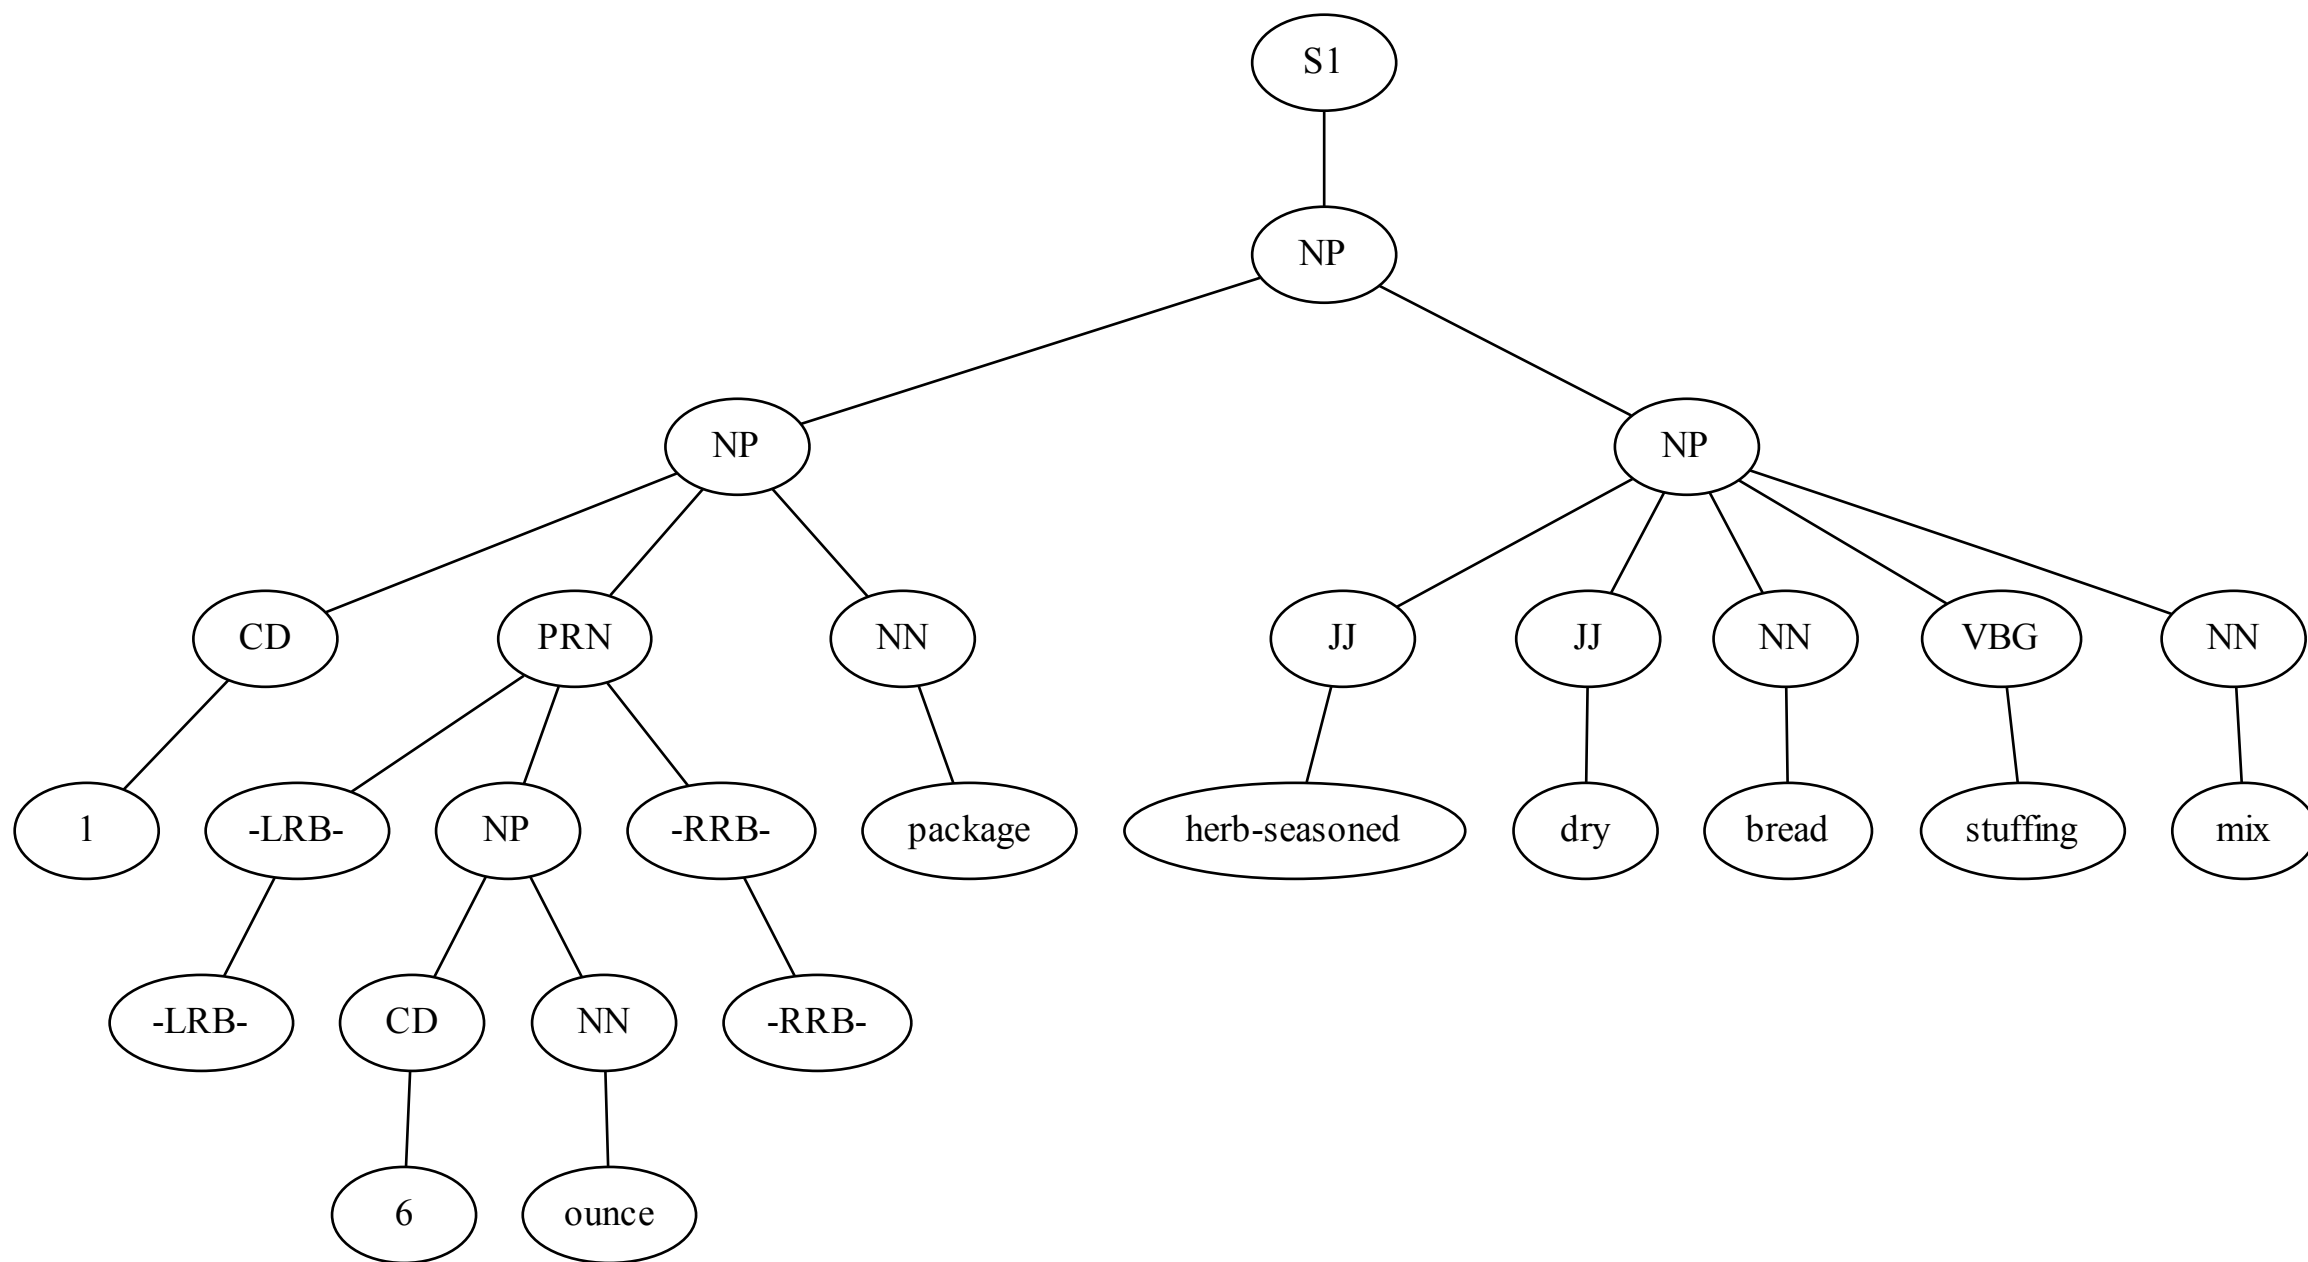 S1
NP
NP NP
CD PRN NN JJ JJ NN VBG NN
1 -LRB- NP -RRB- package herb-seasoned dry bread stuffing mix
-LRB- CD NN -RRB-
6 ounce